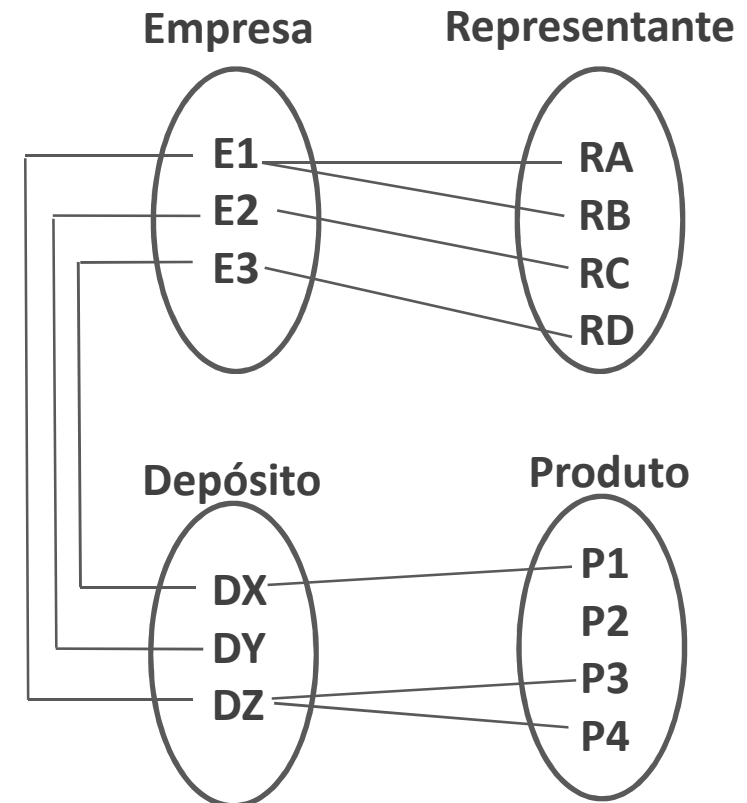 Empresa
Representante
E1
E2
E3
RA
RB
RC
RD
Depósito
Produto
DX
DY
DZ
P1
P2
P3
P4